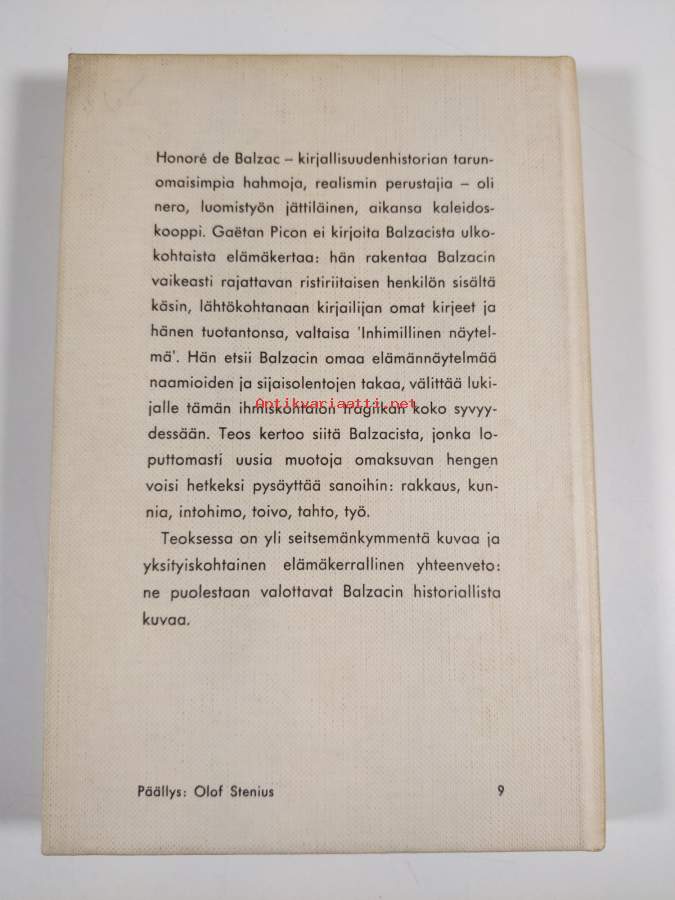 Honoré de Balzac – kirjallisuudenhistorian tarun-
omaisimpia hahmoja, realismin perustajia – oli
nero, luomistyön jättiläinen, aikansa kaleidos-
kooppi. Gaëtan Picon ei kirjoita Balzacista ulko-
kohtaista elämäkertaa: hän rakentaa Balzacin
vaikeasti rajattavan ristiriitaisen henkilön sisältä
käsin, lähtökohtanaan kirjailijan omat kirjeet ja
hänen tuotantonsa, valtaisa 'Inhimillinen näytel-
mä'. Hän etsii Balzacin omaa elämännäytelmää
naamioiden ja sijaisolentojen takaa, välittää luki-
Antikvariaatti.net
jalle tämän ihmiskohtalon tragiikan koko syvyy-
dessään. Teos kertoo siitä Balzacista, jonka lo-
puttomasti uusia muotoja omaksuvan hengen
voisi hetkeksi pysäyttää sanoihin: rakkaus, kun-
nia, intohimo, toivo, tahto, työ.
Teoksessa on yli seitsemänkymmentä kuvaa ja
yksityiskohtainen elämäkerrallinen yhteenveto:
ne puolestaan valottavat Balzacin historiallista
kuvaa.
Päällys: Olof Stenius 9